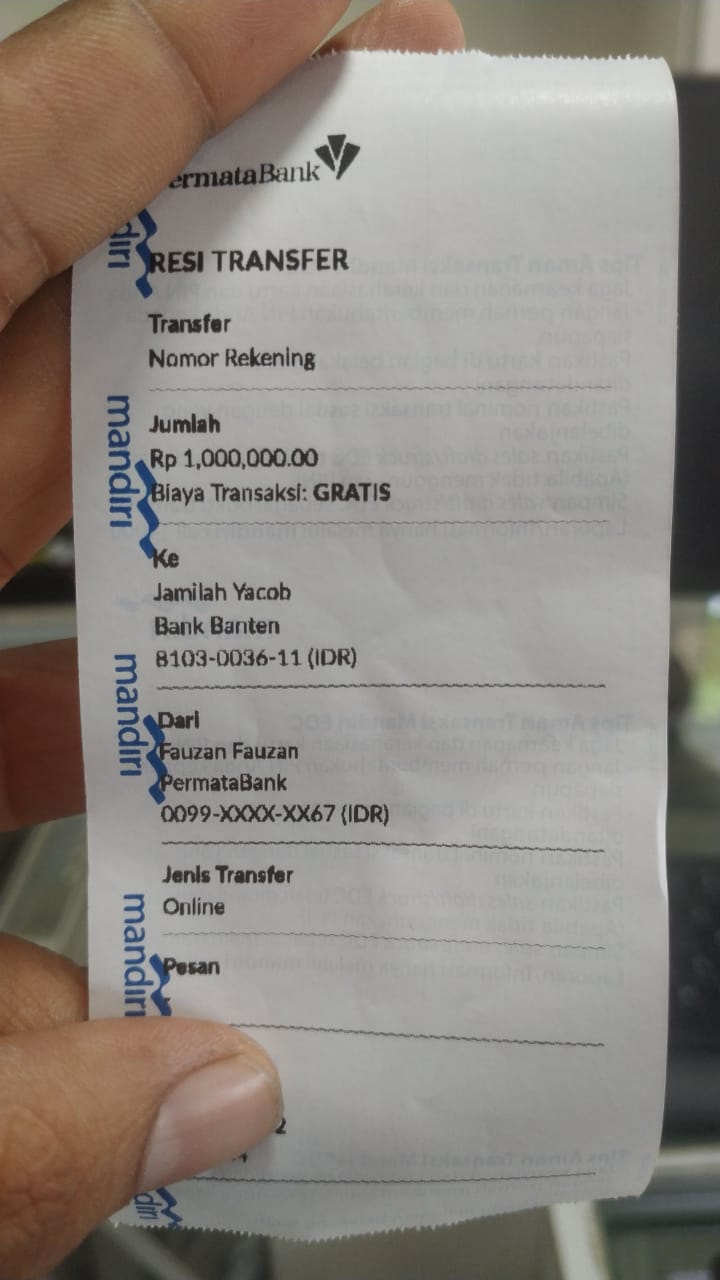 ermataBank
RESI TRANSFER
Transfer
Nomor Rekening
Jumlah
Rp 1,000,000.00
Biaya Transaksi: GRATIS
Ke
Jamilah Yacob
Bank Banten
8103-0036-11 (IDR)
Dari
Fauzan Fauzan
PermataBank
0099-XXXX-XX67 (IDR)
Jenis Transfer
Online
Pesan
diri
mandiri
mandiri
mandiri
diri